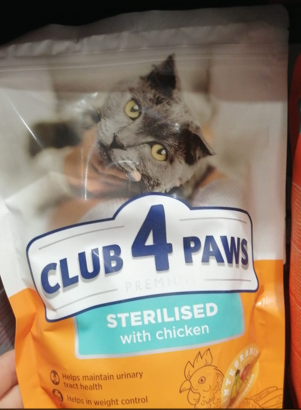 CLUB 4 PAWS
PREMIUM
STERILISED
with chicken
Helps maintain urinary
tract health
Helps in weight control